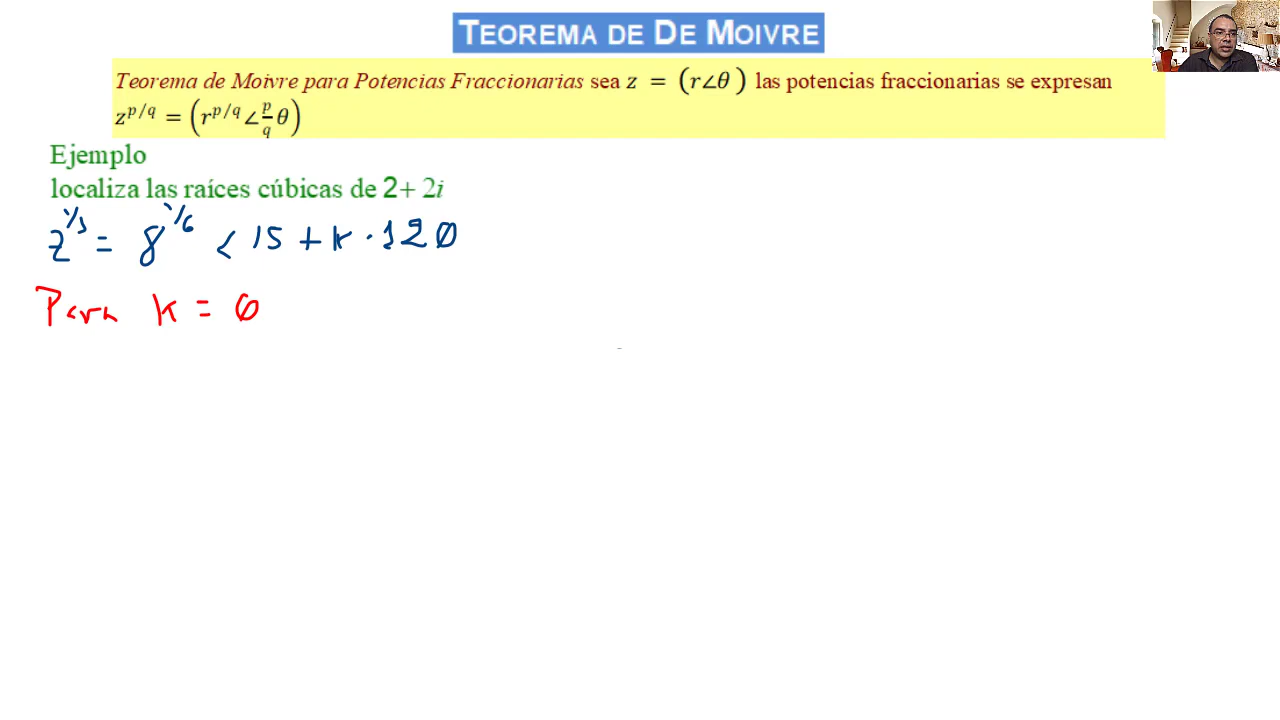 TEOREMA DE DE MOIVRE
Teorema de Moivre para Potencias Fraccionarias sea z = (r∠θ) las potencias fraccionarias se expresan
z^{p/q} = (r^{p/q}∠\frac{p}{q}θ)
Ejemplo
localiza las raíces cúbicas de 2+ 2i
z^{1/3} = 8^{1/6} < 15 + k · 120
Para k = 0